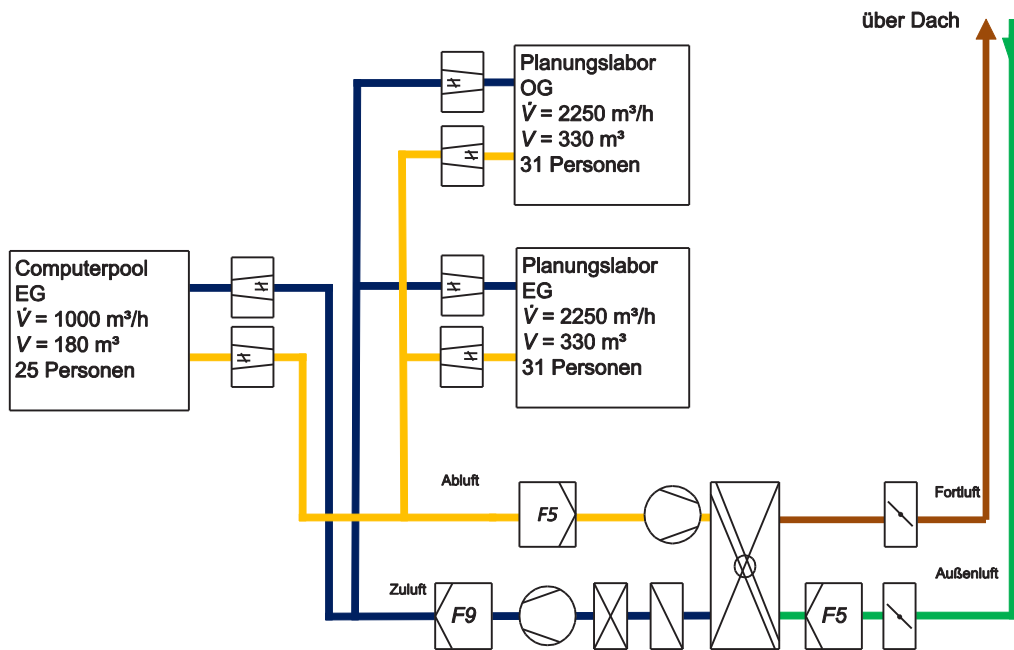 über Dach
Planungslabor
OG
V̇ = 2250 m³/h
V = 330 m³
31 Personen
Computerpool
EG
V̇ = 1000 m³/h
V = 180 m³
25 Personen
Planungslabor
EG
V̇ = 2250 m³/h
V = 330 m³
31 Personen
Abluft
F5
Fortluft
Zuluft
F9
F5
Außenluft